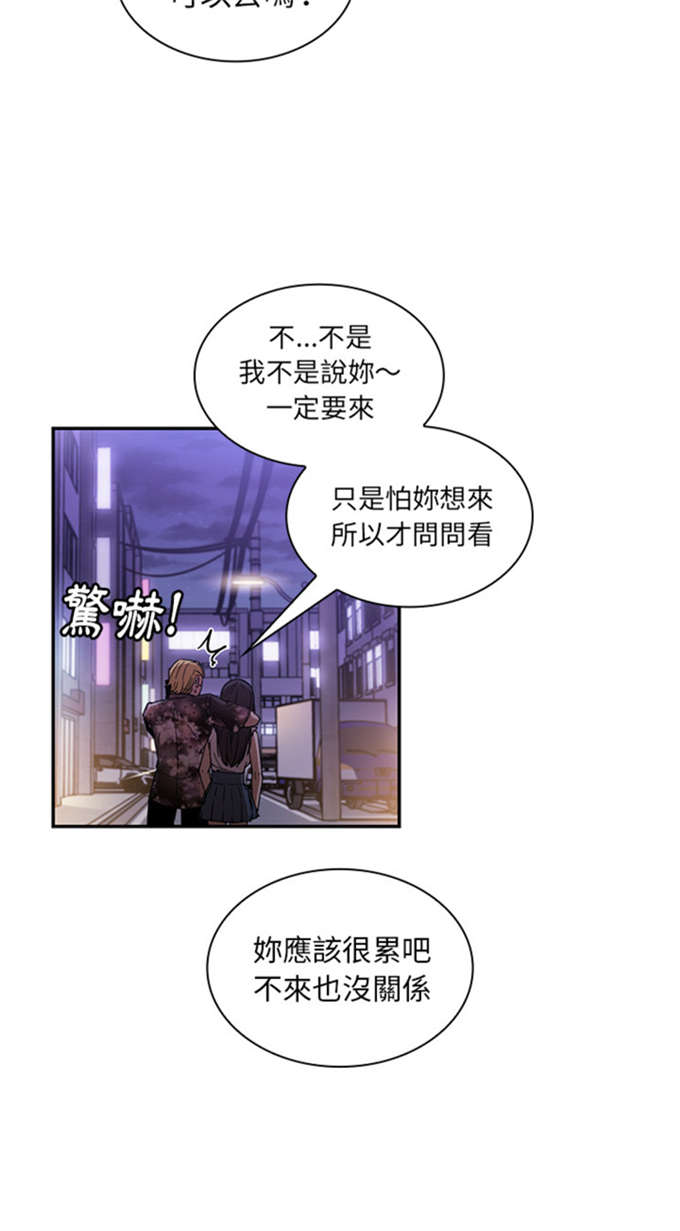 不...不是
我不是說妳～
一定要來
只是怕妳想來
所以才問問看
驚嚇!
妳應該很累吧
不來也沒關係